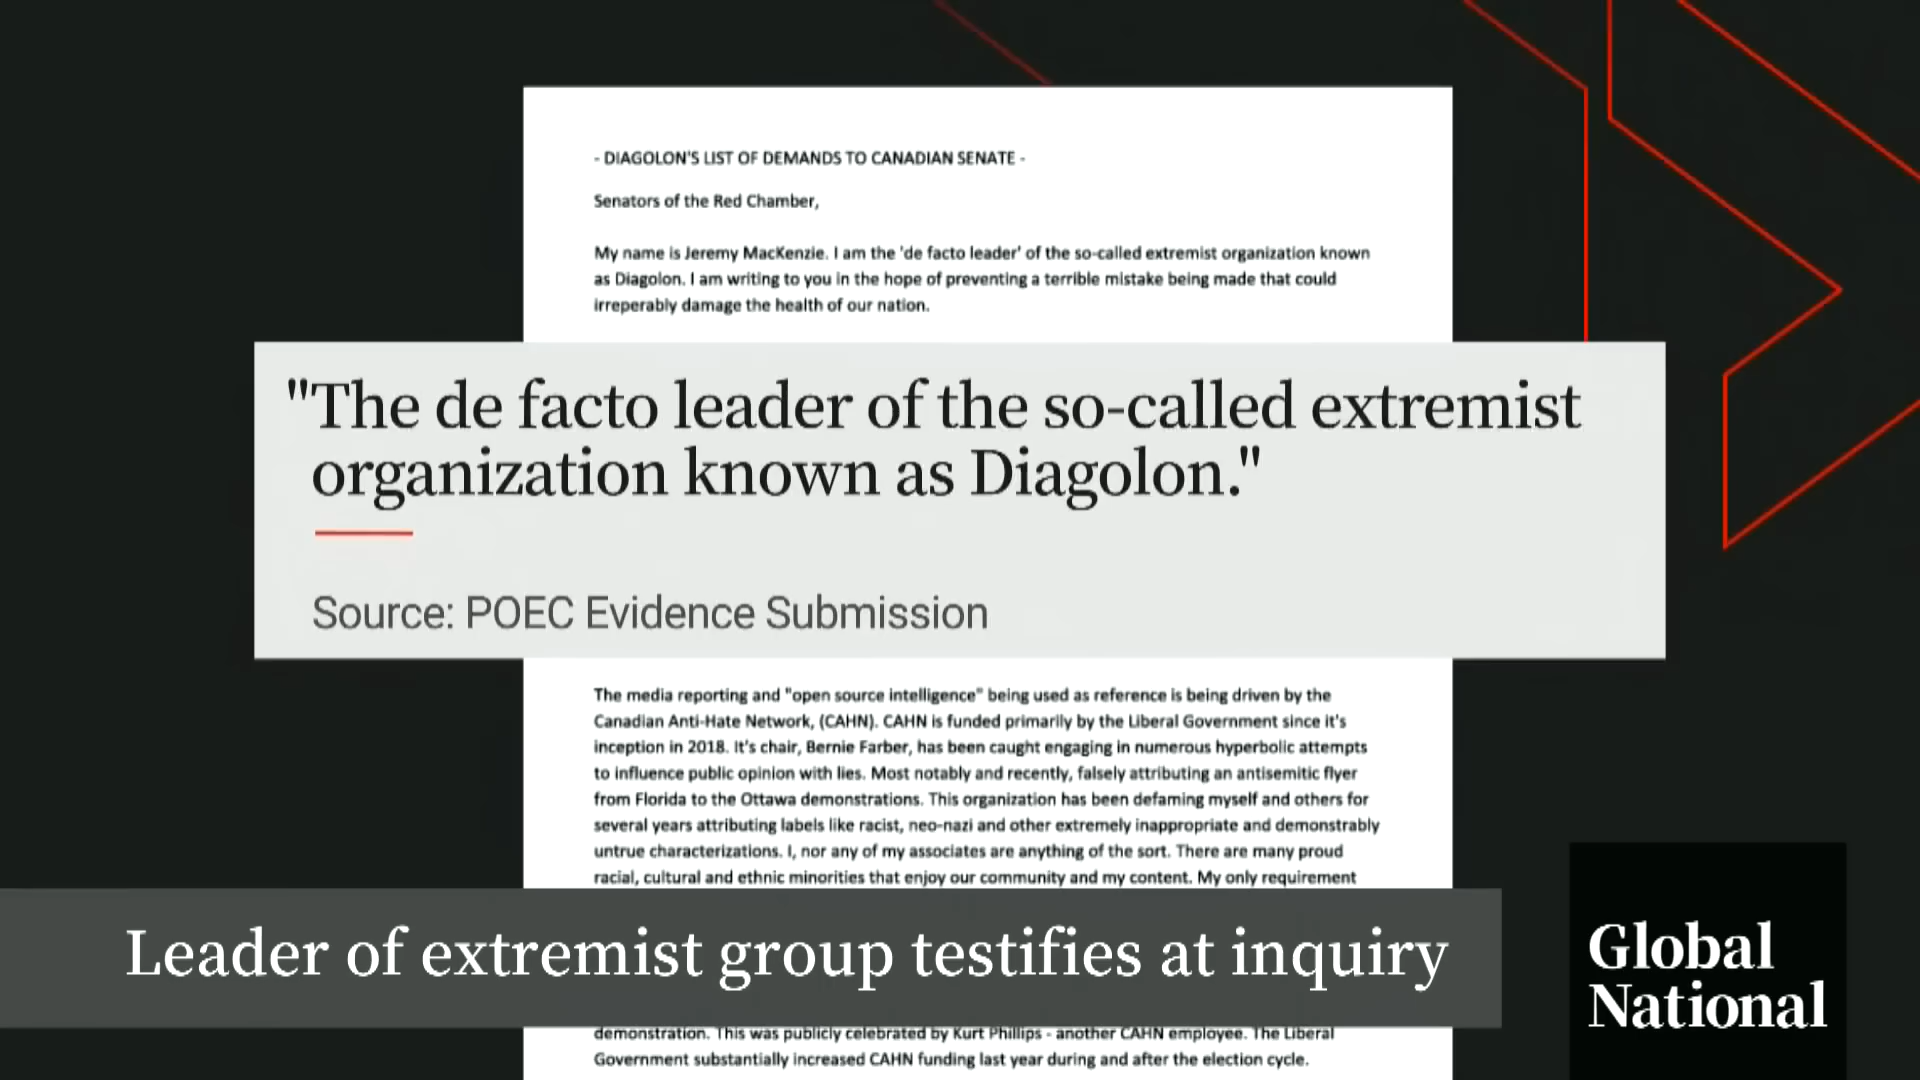 - DIAGOLON'S LIST OF DEMANDS TO CANADIAN SENATE -
Senators of the Red Chamber,
My name is Jeremy MacKenzie. I am the 'de facto leader' of the so-called extremist organization known
as Diagolon. I am writing to you in the hope of preventing a terrible mistake being made that could
irreperably damage the health of our nation.
"The de facto leader of the so-called extremist
organization known as Diagolon."
Source: POEC Evidence Submission
The media reporting and "open source intelligence" being used as reference is being driven by the
Canadian Anti-Hate Network, (CAHN). CAHN is funded primarily by the Liberal Government since it's
inception in 2018. It's chair, Bernie Farber, has been caught engaging in numerous hyperbolic attempts
to influence public opinion with lies. Most notably and recently, falsely attributing an antisemitic flyer
from Florida to the Ottawa demonstrations. This organization has been defaming myself and others for
several years attributing labels like racist, neo-nazi and other extremely inappropriate and demonstrably
untrue characterizations. I, nor any of my associates are anything of the sort. There are many proud
racial, cultural and ethnic minorities that enjoy our community and my content. My only requirement
Leader of extremist group testifies at inquiry
demonstration. This was publicly celebrated by Kurt Phillips - another CAHN employee. The Liberal
Government substantially increased CAHN funding last year during and after the election cycle.
Global
National